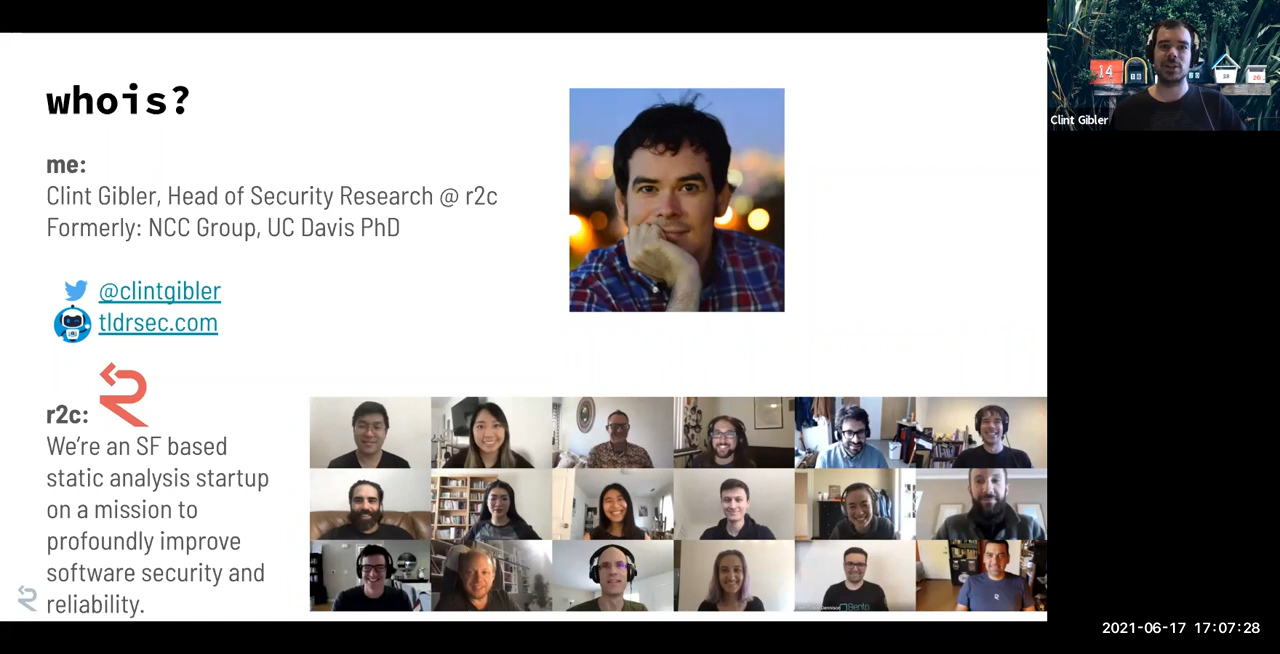 whois?
me:
Clint Gibler, Head of Security Research @ r2c
Formerly: NCC Group, UC Davis PhD
@clintgibler
tldrsec.com
r2c:
We're an SF based
static analysis startup
on a mission to
profoundly improve
software security and
reliability.
14
Clint Gibler
2021-06-17 17:07:28